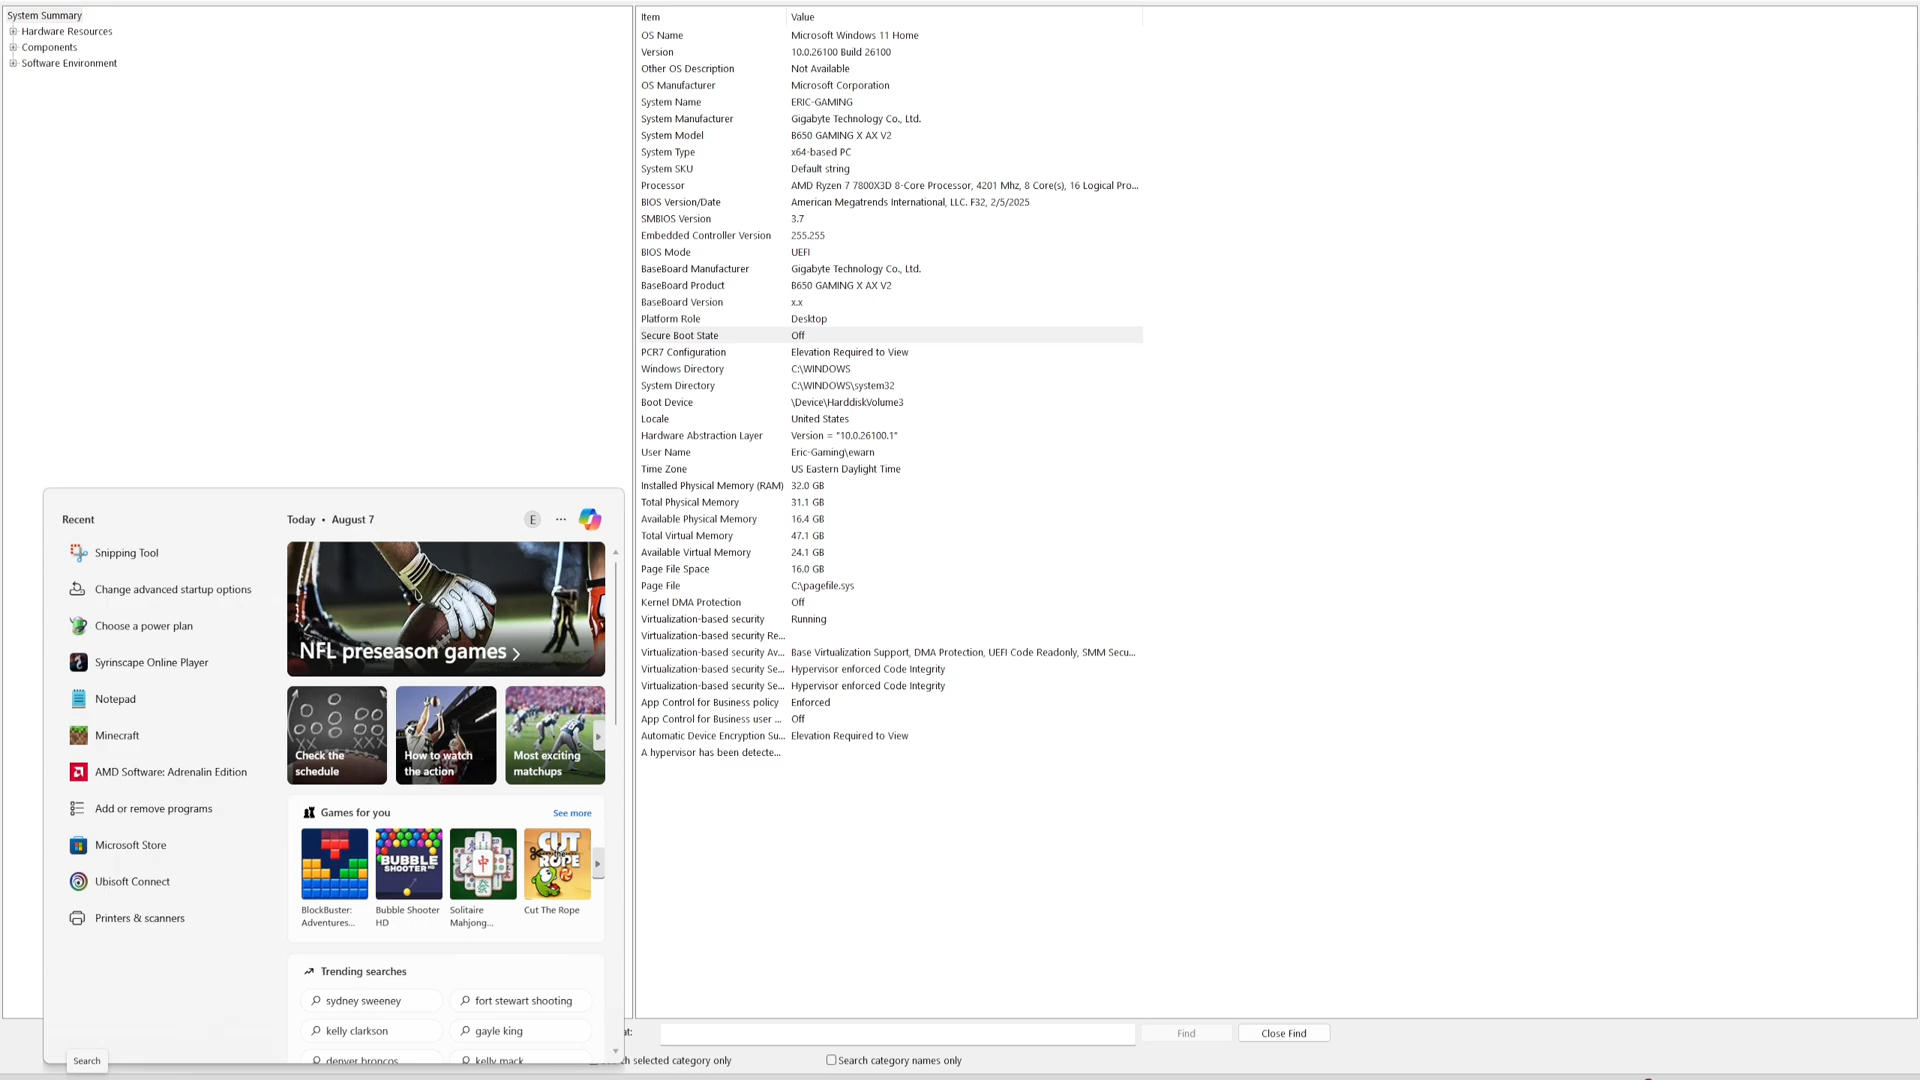 System Summary
Hardware Resources
Components
Software Environment
Item Value
OS Name Microsoft Windows 11 Home
Version 10.0.26100 Build 26100
Other OS Description Not Available
OS Manufacturer Microsoft Corporation
System Name ERIC-GAMING
System Manufacturer Gigabyte Technology Co., Ltd.
System Model B650 GAMING X AX V2
System Type x64-based PC
System SKU Default string
Processor AMD Ryzen 7 7800X3D 8-Core Processor, 4201 Mhz, 8 Core(s), 16 Logical Pro...
BIOS Version/Date American Megatrends International, LLC. F32, 2/5/2025
SMBIOS Version 3.7
Embedded Controller Version 255.255
BIOS Mode UEFI
BaseBoard Manufacturer Gigabyte Technology Co., Ltd.
BaseBoard Product B650 GAMING X AX V2
BaseBoard Version x.x
Platform Role Desktop
Secure Boot State Off
PCR7 Configuration Elevation Required to View
Windows Directory C:\WINDOWS
System Directory C:\WINDOWS\system32
Boot Device \Device\HarddiskVolume3
Locale United States
Hardware Abstraction Layer Version = "10.0.26100.1"
User Name Eric-Gaming\ewarn
Time Zone US Eastern Daylight Time
Installed Physical Memory (RAM) 32.0 GB
Total Physical Memory 31.1 GB
Available Physical Memory 16.4 GB
Total Virtual Memory 47.1 GB
Available Virtual Memory 24.1 GB
Page File Space 16.0 GB
Page File C:\pagefile.sys
Kernel DMA Protection Off
Virtualization-based security Running
Virtualization-based security Re...
Virtualization-based security Av... Base Virtualization Support, DMA Protection, UEFI Code Readonly, SMM Secu...
Virtualization-based security Se... Hypervisor enforced Code Integrity
Virtualization-based security Se... Hypervisor enforced Code Integrity
App Control for Business policy Enforced
App Control for Business user ... Off
Automatic Device Encryption Su... Elevation Required to View
A hypervisor has been detecte...
Recent
Snipping Tool
Change advanced startup options
Choose a power plan
Syrinscape Online Player
Notepad
Minecraft
AMD Software: Adrenalin Edition
Add or remove programs
Microsoft Store
Ubisoft Connect
Printers & scanners
Today • August 7
E ...
NFL preseason games >
Check the
schedule
How to watch
the action
Most exciting
matchups
Games for you See more
BUBBLE
SHOOTER HD
CUT
THE
ROPE
中
BlockBuster:
Adventures...
Bubble Shooter
HD
Solitaire
Mahjong...
Cut The Rope
Trending searches
sydney sweeney fort stewart shooting
kelly clarkson gayle king
denver broncos kelly mack
Search
at: Find Close Find
selected category only Search category names only